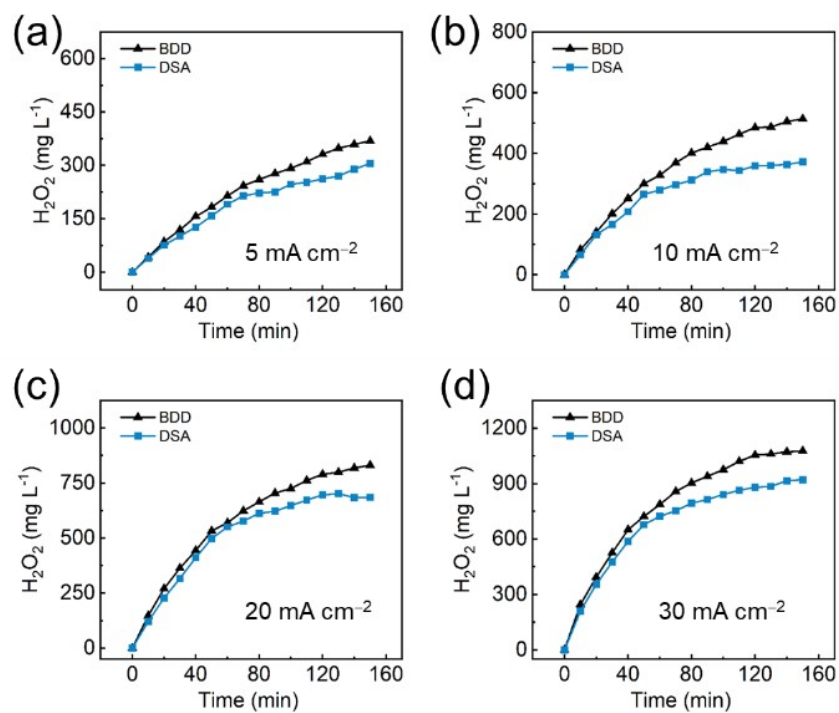 (a)
600
450
300
150
0
H₂O₂ (mg L⁻¹)
BDD
DSA
5 mA cm⁻²
0 40 80 120 160
Time (min)
(b)
800
600
400
200
0
H₂O₂ (mg L⁻¹)
BDD
DSA
10 mA cm⁻²
0 40 80 120 160
Time (min)
(c)
1000
750
500
250
0
H₂O₂ (mg L⁻¹)
BDD
DSA
20 mA cm⁻²
0 40 80 120 160
Time (min)
(d)
1200
900
600
300
0
H₂O₂ (mg L⁻¹)
BDD
DSA
30 mA cm⁻²
0 40 80 120 160
Time (min)